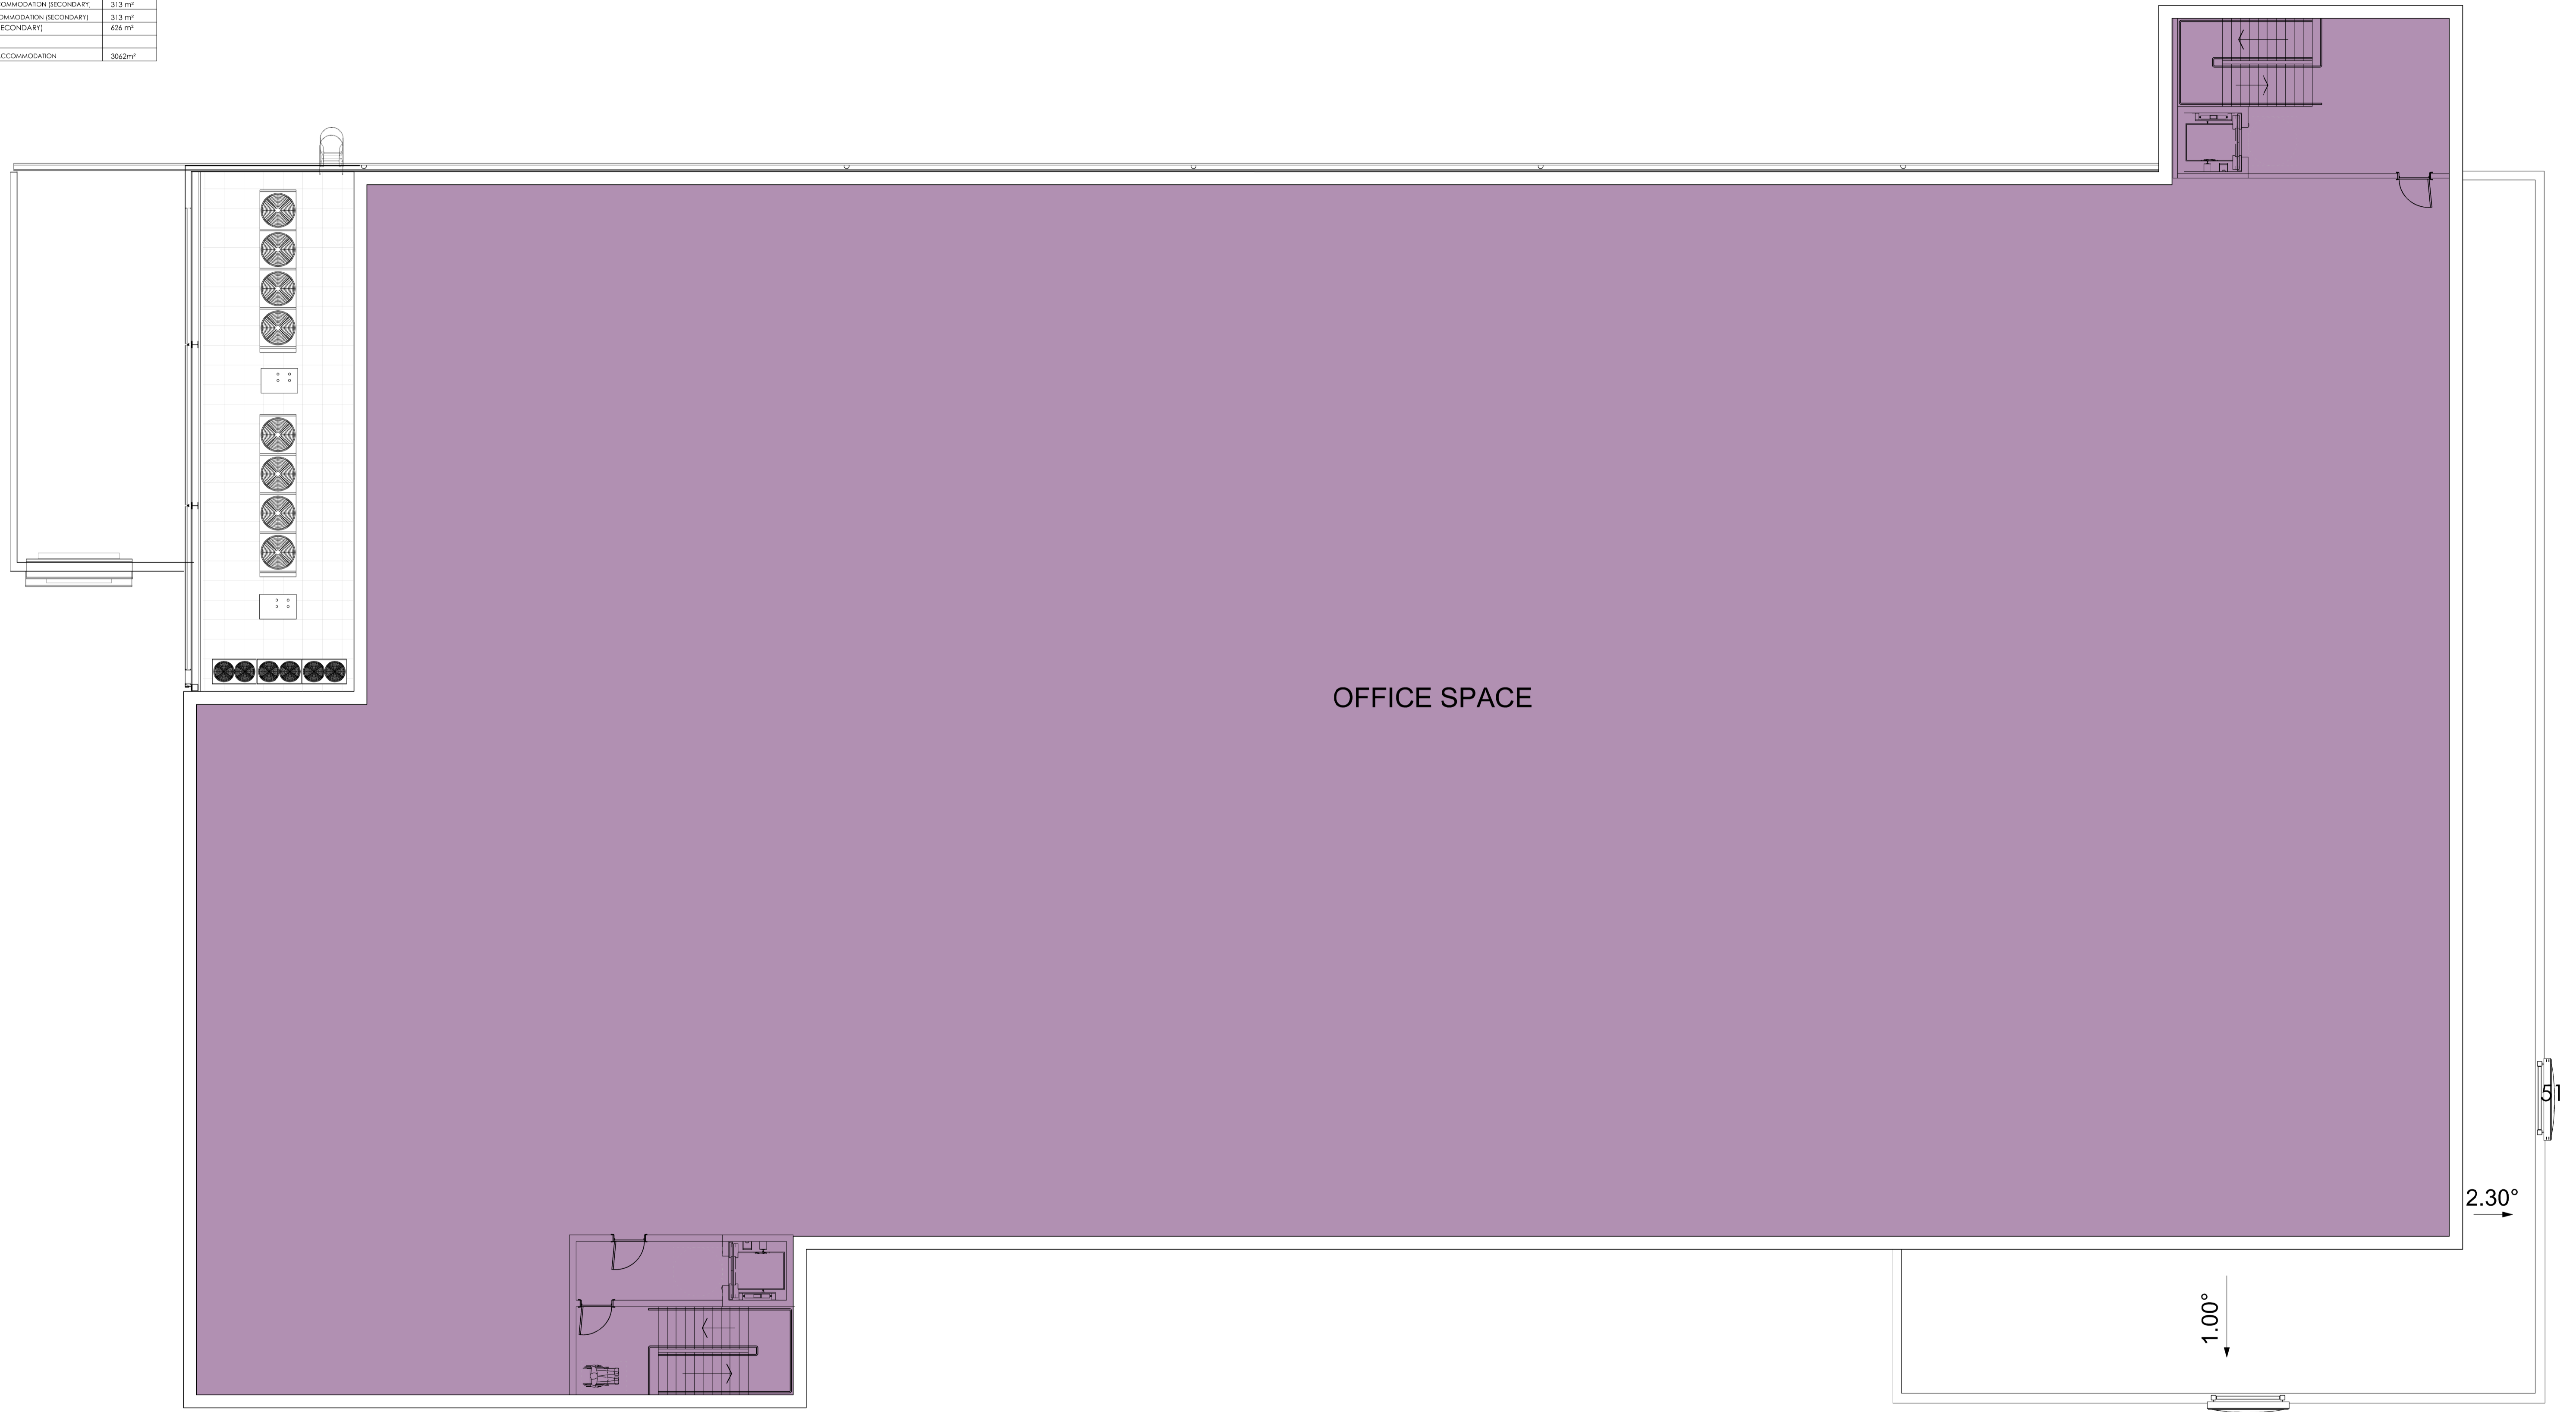 OMMODATION (SECONDARY) 313 m²
OMMODATION (SECONDARY) 313 m²
ECONDARY) 626 m²
CCOMMODATION 3062m²
OFFICE SPACE
51
2.30°
1.00°